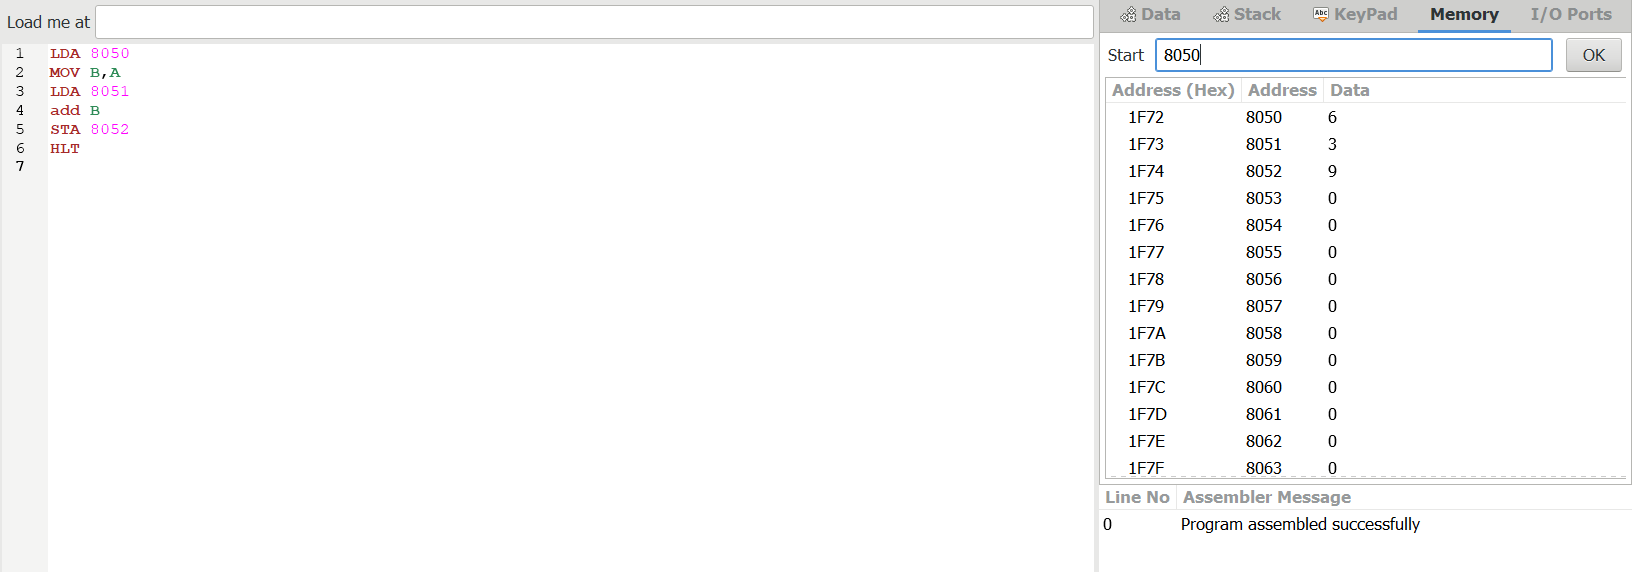 Load me at
1 LDA 8050
2 MOV B,A
3 LDA 8051
4 add B
5 STA 8052
6 HLT
7
Data Stack Abc KeyPad Memory I/O Ports
Start 8050 OK
Address (Hex) Address Data
1F72 8050 6
1F73 8051 3
1F74 8052 9
1F75 8053 0
1F76 8054 0
1F77 8055 0
1F78 8056 0
1F79 8057 0
1F7A 8058 0
1F7B 8059 0
1F7C 8060 0
1F7D 8061 0
1F7E 8062 0
1F7F 8063 0
Line No Assembler Message
0 Program assembled successfully